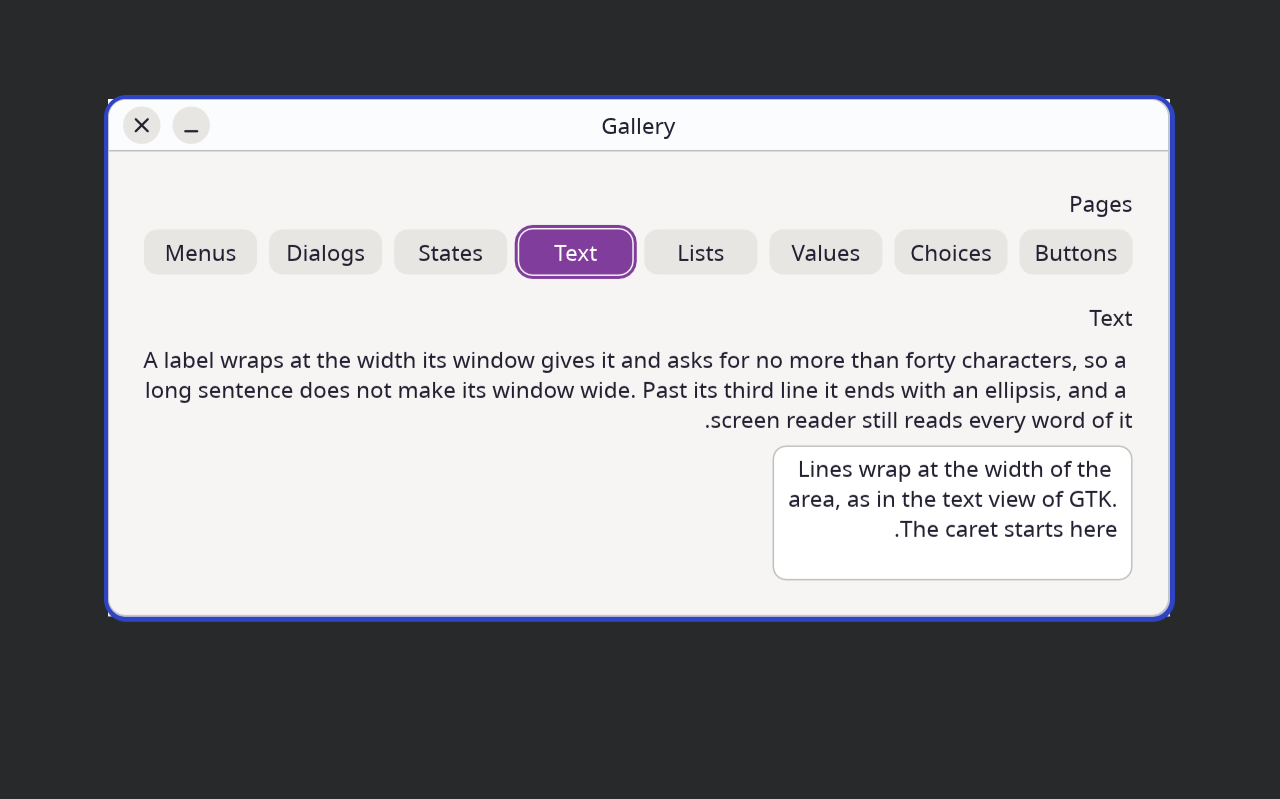 Gallery
Pages
Menus Dialogs States Text Lists Values Choices Buttons
Text
A label wraps at the width its window gives it and asks for no more than forty characters, so a
long sentence does not make its window wide. Past its third line it ends with an ellipsis, and a
.screen reader still reads every word of it
Lines wrap at the width of the
area, as in the text view of GTK.
.The caret starts here